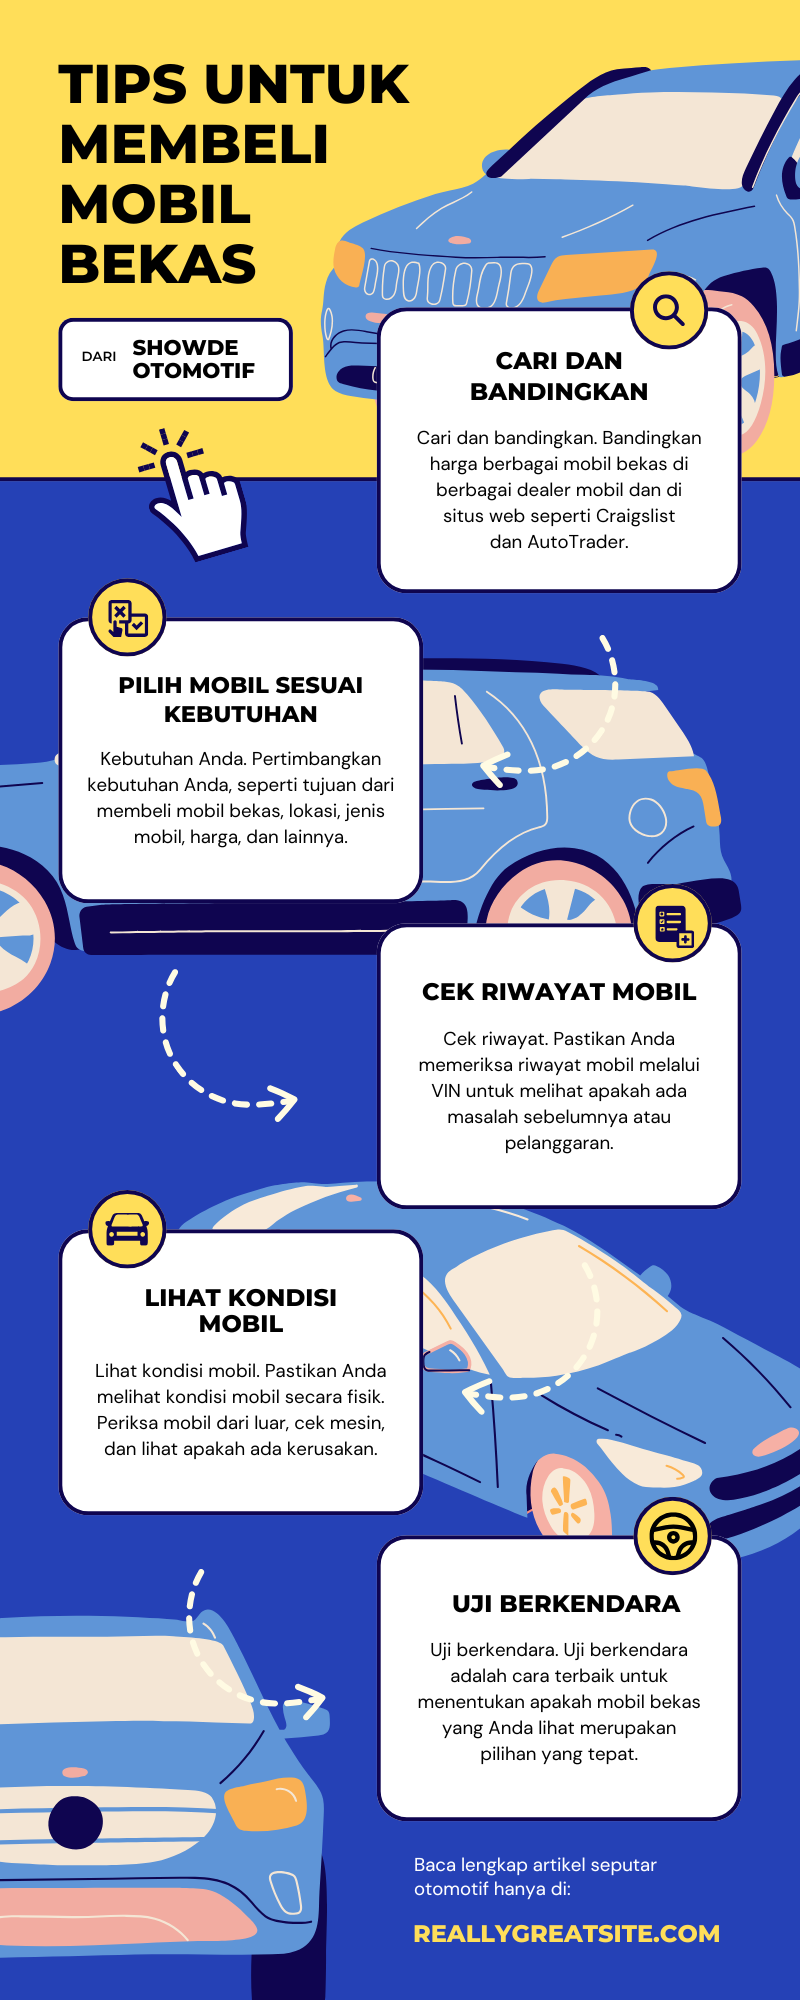 TIPS UNTUK
MEMBELI
MOBIL
BEKAS
DARI
SHOWDE
OTOMOTIF
CARI DAN
BANDINGKAN
Cari dan bandingkan. Bandingkan
harga berbagai mobil bekas di
berbagai dealer mobil dan di
situs web seperti Craigslist
dan AutoTrader.
PILIH MOBIL SESUAI
KEBUTUHAN
Kebutuhan Anda. Pertimbangkan
kebutuhan Anda, seperti tujuan dari
membeli mobil bekas, lokasi, jenis
mobil, harga, dan lainnya.
CEK RIWAYAT MOBIL
Cek riwayat. Pastikan Anda
memeriksa riwayat mobil melalui
VIN untuk melihat apakah ada
masalah sebelumnya atau
pelanggaran.
LIHAT KONDISI
MOBIL
Lihat kondisi mobil. Pastikan Anda
melihat kondisi mobil secara fisik.
Periksa mobil dari luar, cek mesin,
dan lihat apakah ada kerusakan.
UJI BERKENDARA
Uji berkendara. Uji berkendara
adalah cara terbaik untuk
menentukan apakah mobil bekas
yang Anda lihat merupakan
pilihan yang tepat.
Baca lengkap artikel seputar
otomotif hanya di:
REALLYGREATSITE.COM